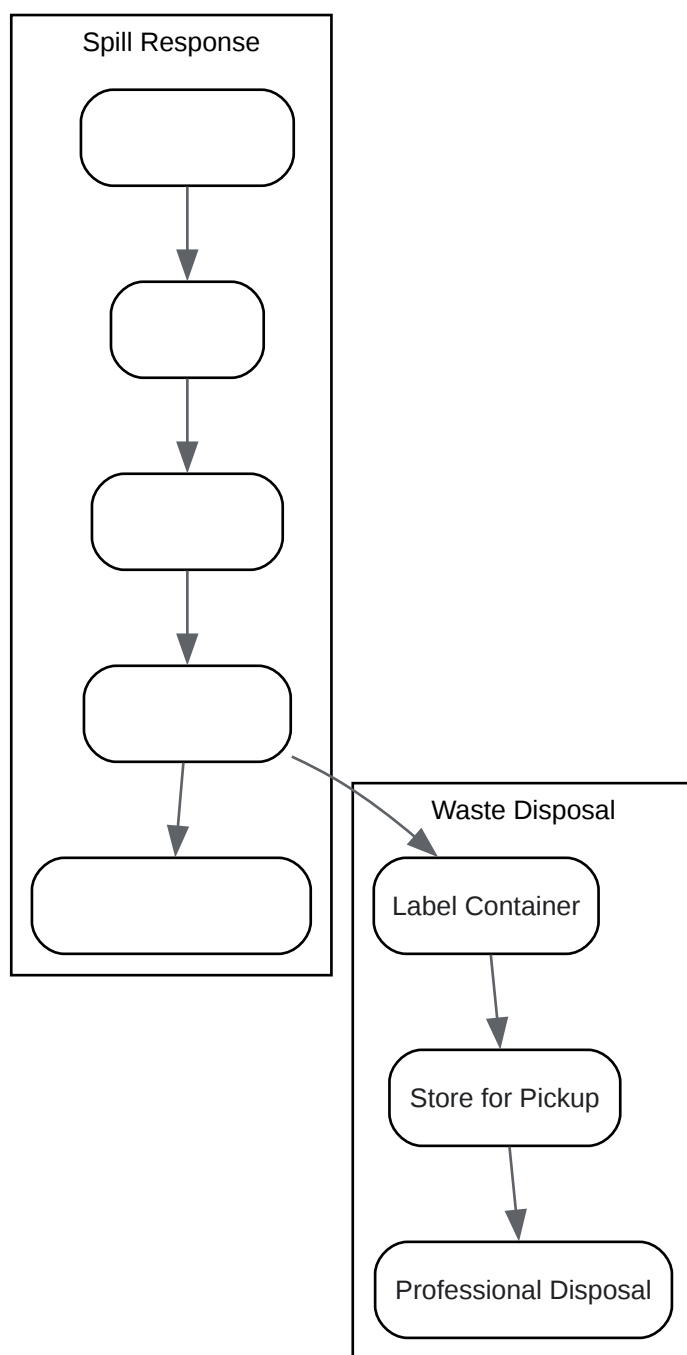 Spill Response
Waste Disposal
Label Container
Store for Pickup
Professional Disposal